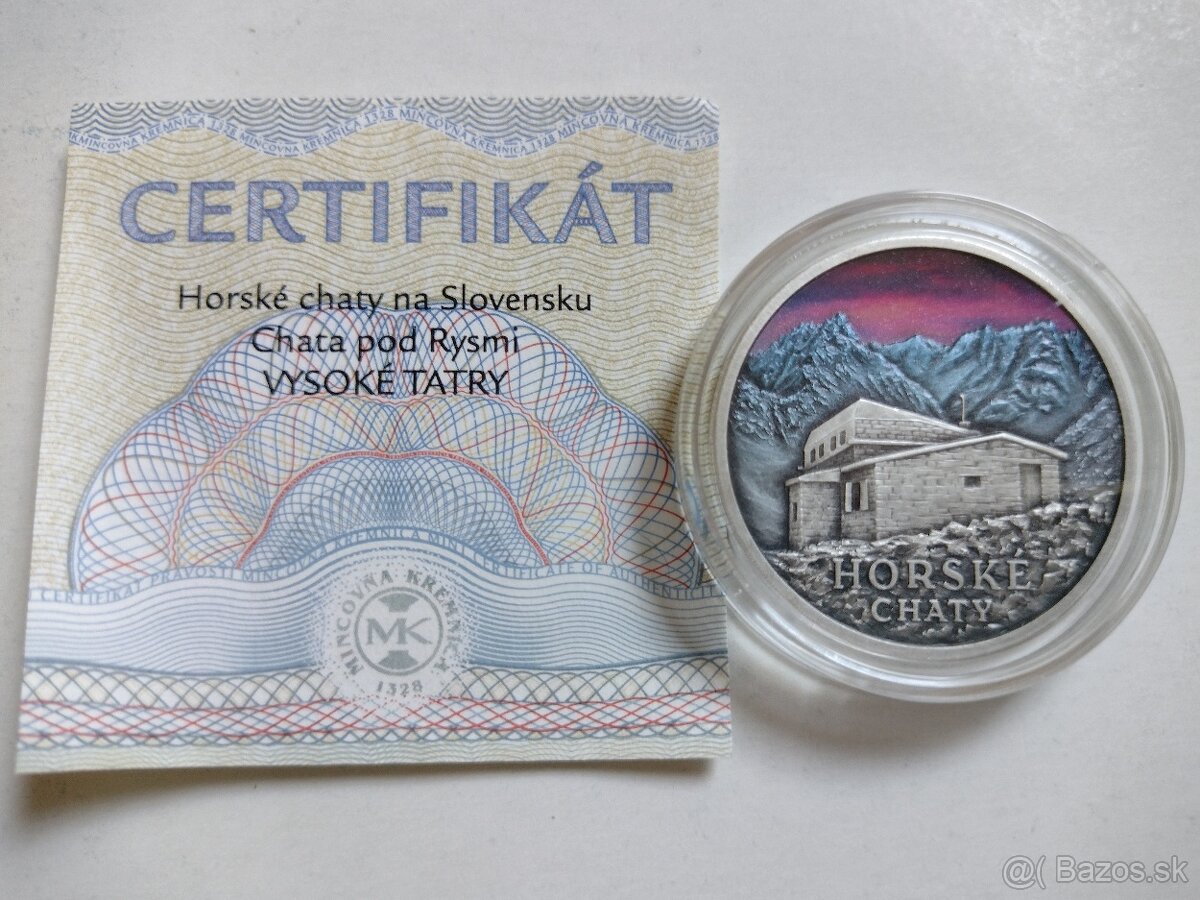 MINCOVŇA KREMNICA 1328 MINCOVŇA KREMNICA 1328 MINCOVŇA KREMNICA 1328
CERTIFIKÁT
Horské chaty na Slovensku
Chata pod Rysmi
VYSOKÉ TATRY
CERTIFIKÁT PRAVOSTI MINCOVŇA KREMNICA MINT CERTIFICATE OF AUTHENTICITY
MINCOVŇA KREMNICA
MK
1328
HORSKÉ
CHATY
@( Bazos.sk